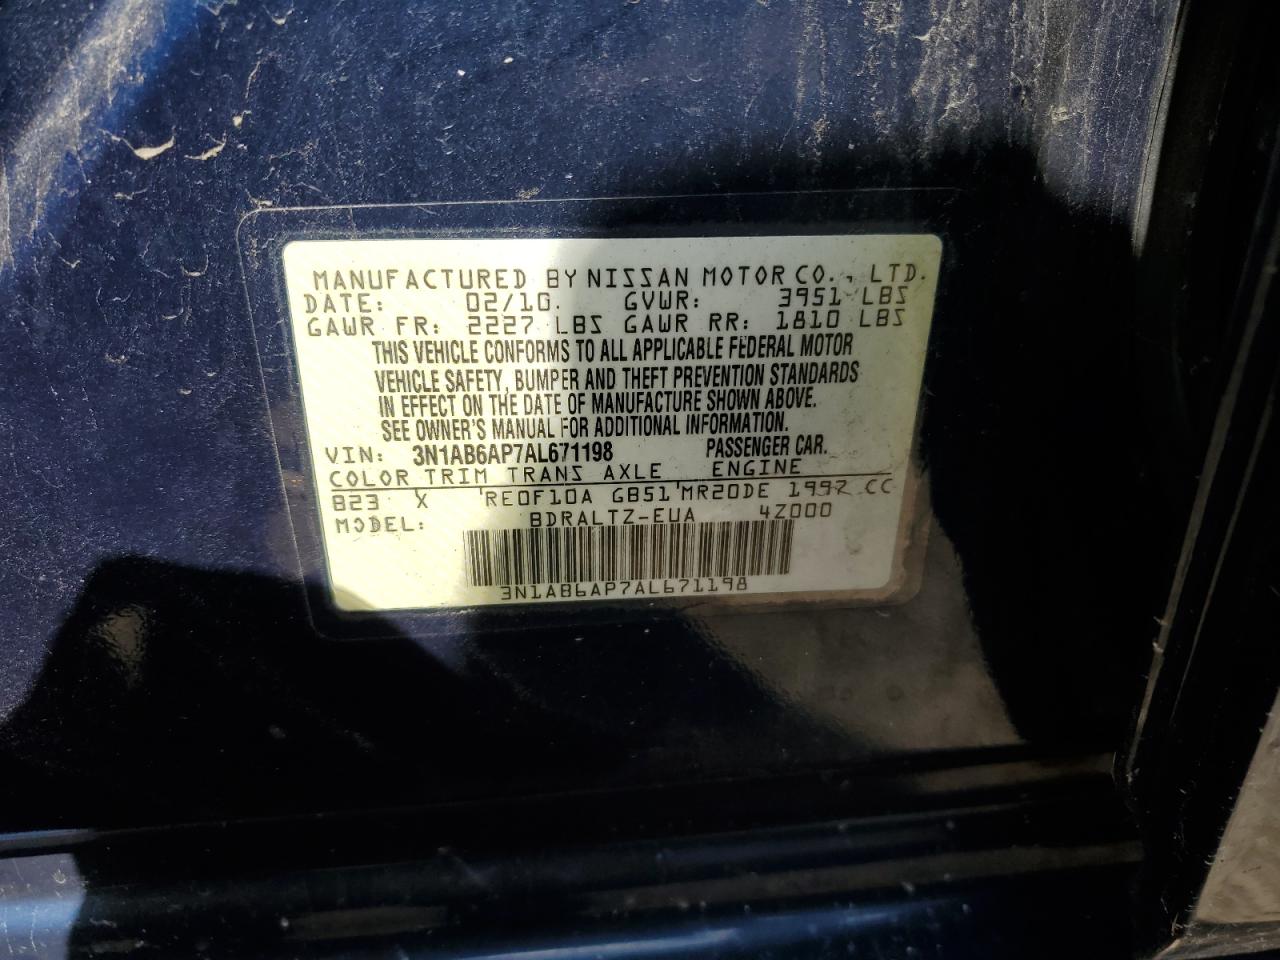 MANUFACTURED BY NISSAN MOTOR CO., LTD.
DATE: 02/10. GVWR: 3951 LBS
GAWR FR: 2227 LBS GAWR RR: 1810 LBS
THIS VEHICLE CONFORMS TO ALL APPLICABLE FEDERAL MOTOR
VEHICLE SAFETY, BUMPER AND THEFT PREVENTION STANDARDS
IN EFFECT ON THE DATE OF MANUFACTURE SHOWN ABOVE.
SEE OWNER'S MANUAL FOR ADDITIONAL INFORMATION.
VIN: 3N1AB6AP7AL671198 PASSENGER CAR.
COLOR TRIM TRANS AXLE ENGINE
B23 X RE0F10A GB51 MR20DE 1997 CC
MODEL: BDRALTZ-EUA 4Z000
3N1AB6AP7AL671198